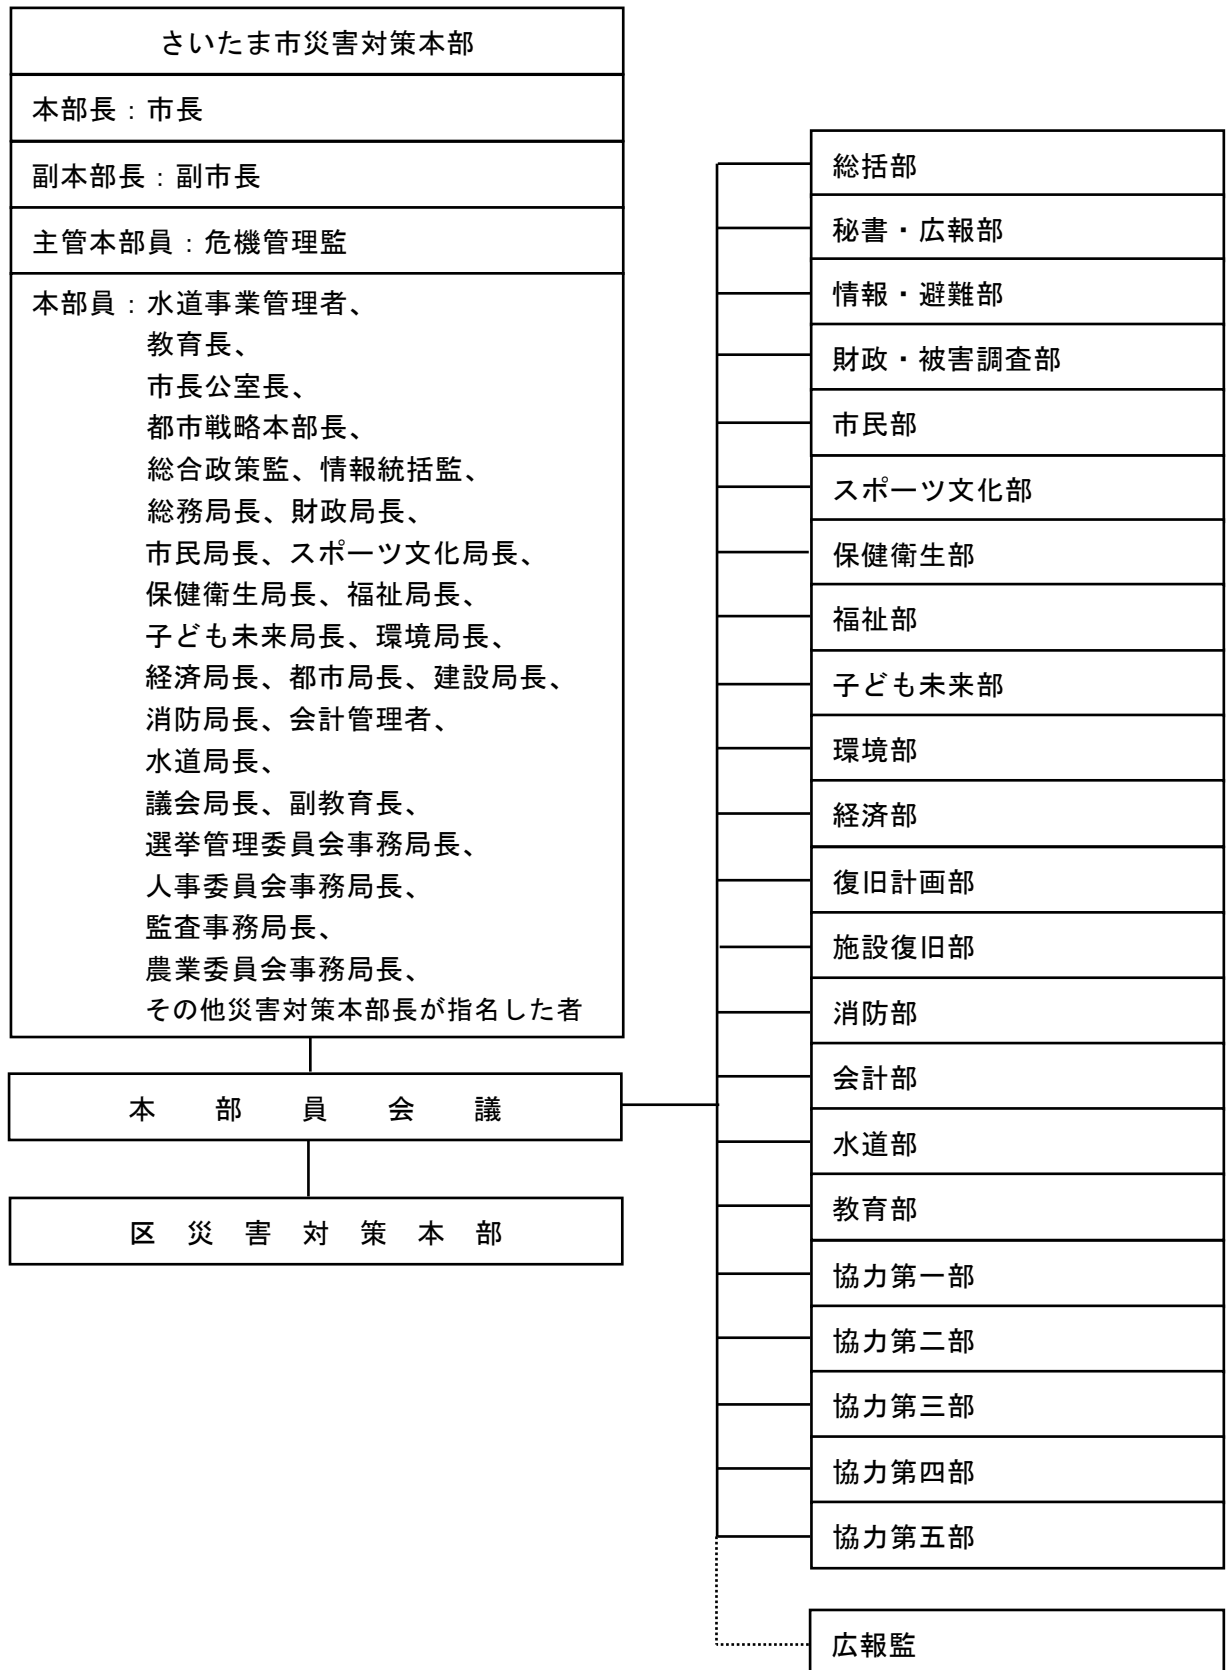 さいたま市災害対策本部
本部長：市長
副本部長：副市長
主管本部員：危機管理監
本部員：水道事業管理者、
教育長、
市長公室長、
都市戦略本部長、
総合政策監、情報統括監、
総務局長、財政局長、
市民局長、スポーツ文化局長、
保健衛生局長、福祉局長、
子ども未来局長、環境局長、
経済局長、都市局長、建設局長、
消防局長、会計管理者、
水道局長、
議会局長、副教育長、
選挙管理委員会事務局長、
人事委員会事務局長、
監査事務局長、
農業委員会事務局長、
その他災害対策本部長が指名した者
本部員会議
区災害対策本部
総括部
秘書・広報部
情報・避難部
財政・被害調査部
市民部
スポーツ文化部
保健衛生部
福祉部
子ども未来部
環境部
経済部
復旧計画部
施設復旧部
消防部
会計部
水道部
教育部
協力第一部
協力第二部
協力第三部
協力第四部
協力第五部
広報監